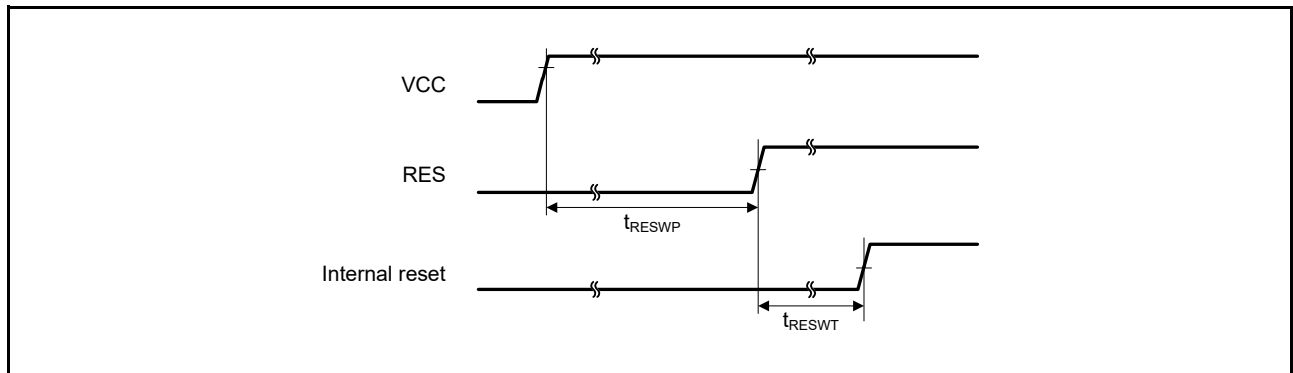 VCC
RES
tRESWP
Internal reset
tRESWT